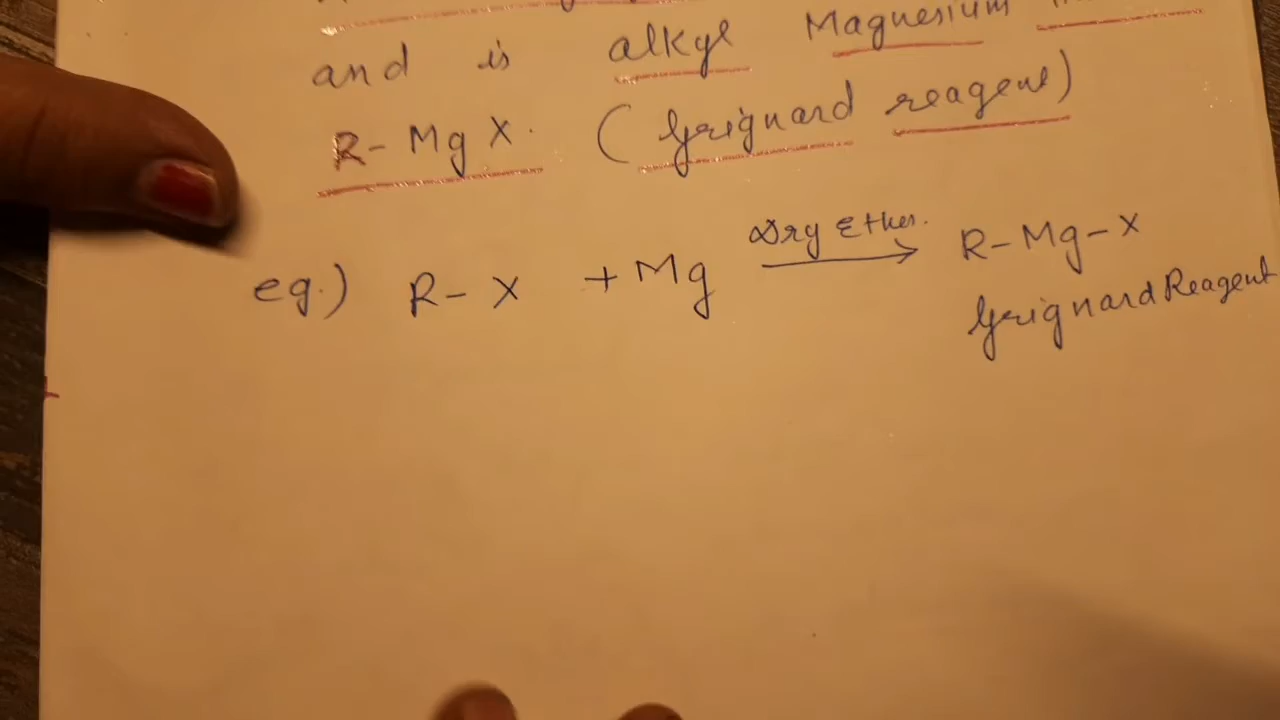 and is alkyl Magnesium
R-MgX. (Grignard reagent)
eg.) R-X +Mg Dry Ether. → R-Mg-X
Grignard Reagent